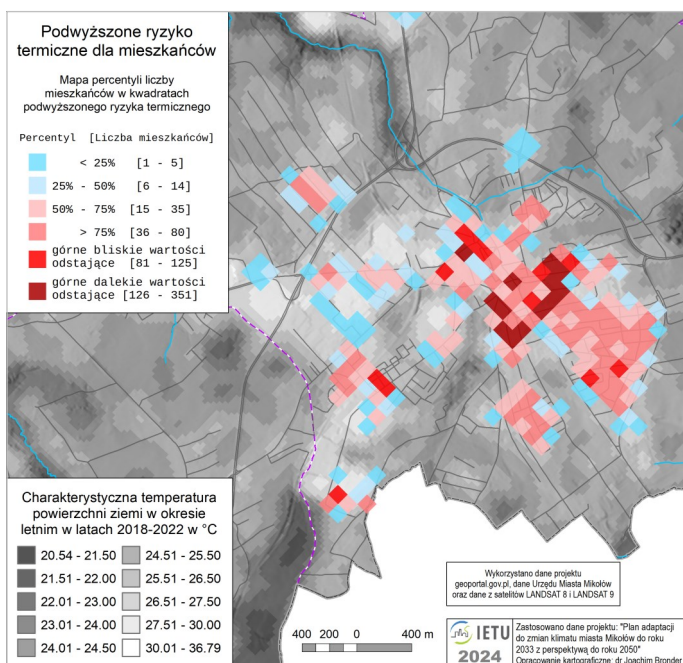 Podwyższone ryzyko
termiczne dla mieszkańców
Mapa percentyli liczby
mieszkańców w kwadratach
podwyższonego ryzyka termicznego
Percentyl [Liczba mieszkańców]
< 25% [1 - 5]
25% - 50% [6 - 14]
50% - 75% [15 - 35]
> 75% [36 - 80]
górne bliskie wartości
odstające [81 - 125]
górne dalekie wartości
odstające [126 - 351]
Charakterystyczna temperatura
powierzchni ziemi w okresie
letnim w latach 2018-2022 w °C
20.54 - 21.50 24.51 - 25.50
21.51 - 22.00 25.51 - 26.50
22.01 - 23.00 26.51 - 27.50
23.01 - 24.00 27.51 - 30.00
24.01 - 24.50 30.01 - 36.79
400 m 200 0 400 m
Wykorzystano dane projektu
geoportal.gov.pl, dane Urzędu Miasta Mikołów
oraz dane z satelitów LANDSAT 8 i LANDSAT 9
IETU
2024
Zastosowano dane projektu: "Plan adaptacji
do zmian klimatu miasta Mikołów do roku
2033 z perspektywą do roku 2050"
Opracowanie kartograficzne: dr Joachim Bronder